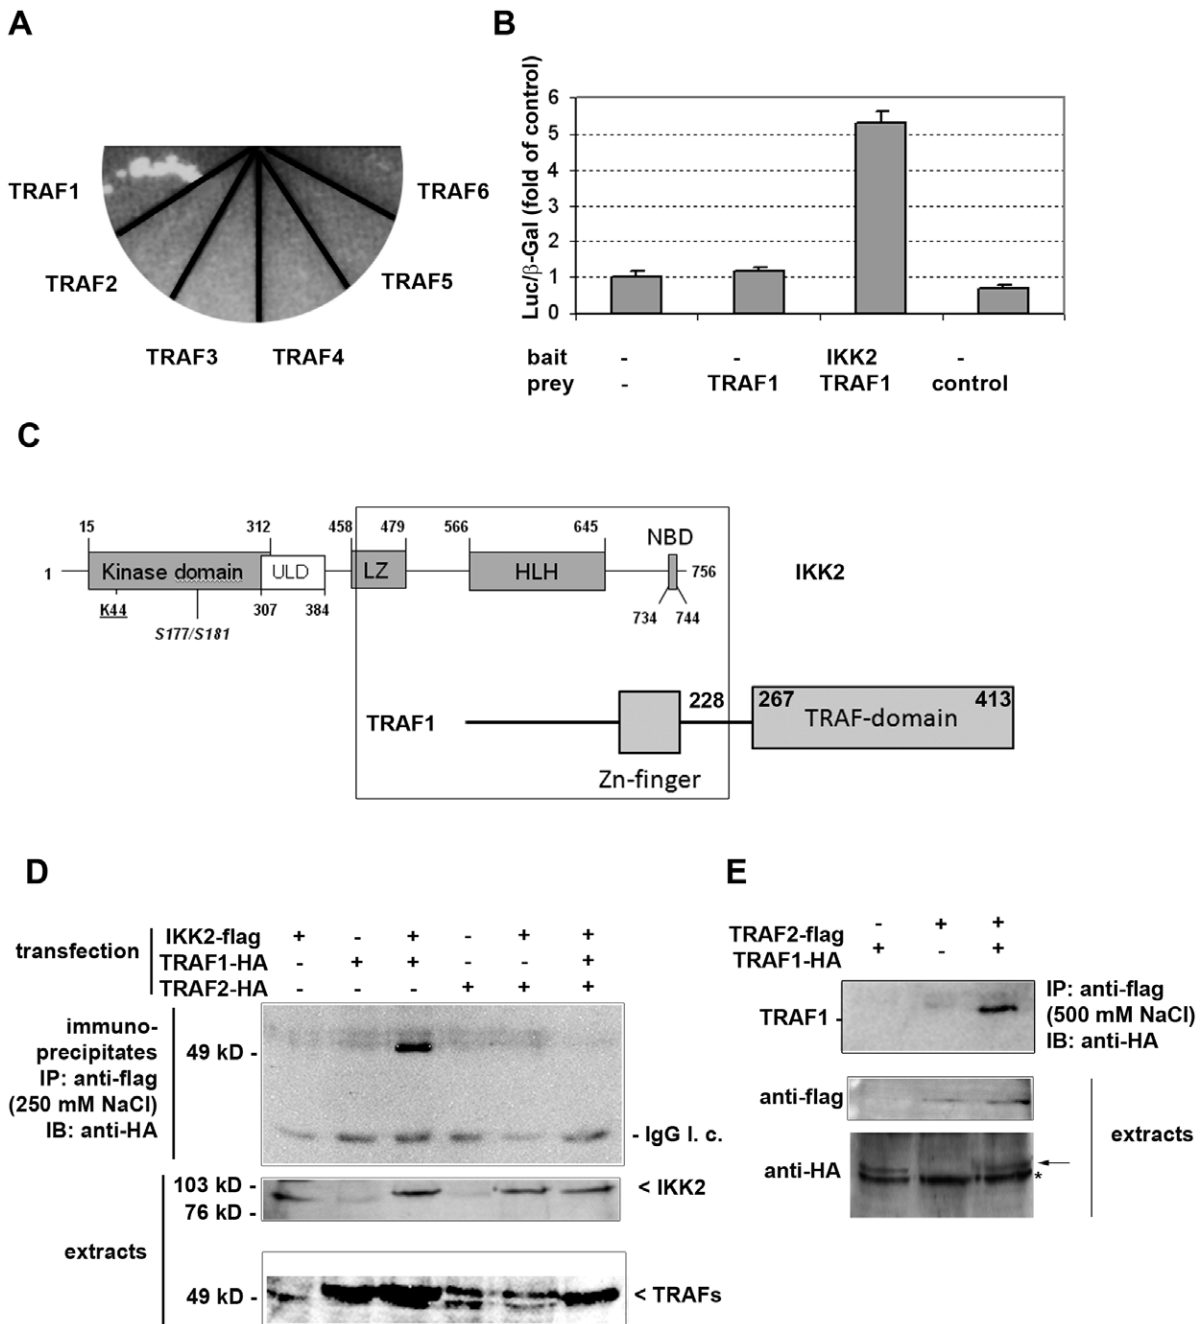 A
TRAF1
TRAF2
TRAF3
TRAF4
TRAF5
TRAF6
B
Luc/β-Gal (fold of control)
6
5
4
3
2
1
0
bait - - IKK2 -
prey - TRAF1 TRAF1 control
C
15 312 458 479 566 645 NBD
1 Kinase domain ULD LZ HLH 756 IKK2
K44 307 384 734 744
S177/S181
228 267 413
TRAF1 TRAF-domain
Zn-finger
D
transfection
IKK2-flag + - + - + +
TRAF1-HA - + + - - +
TRAF2-HA - - - + + +
immuno-
precipitates
IP: anti-flag
(250 mM NaCl)
IB: anti-HA
49 kD -
- IgG l. c.
103 kD -
76 kD -
< IKK2
extracts
49 kD -
< TRAFs
E
TRAF2-flag - + +
TRAF1-HA + - +
TRAF1 -
IP: anti-flag
(500 mM NaCl)
IB: anti-HA
anti-flag
anti-HA
*
extracts